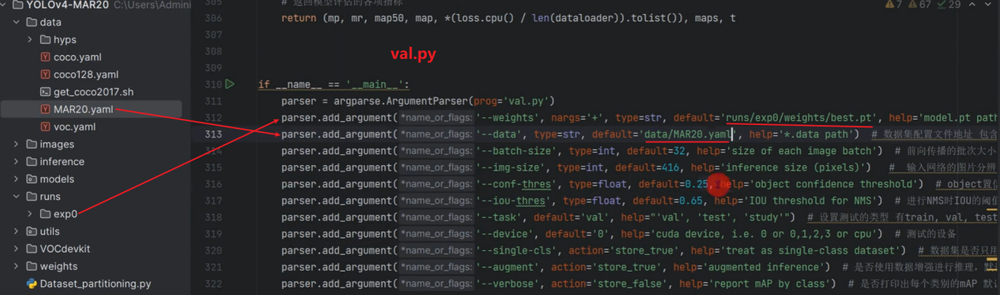 YOLOv4-MAR20 C:\Users\Admini
data
hyps
coco.yaml
coco128.yaml
get_coco2017.sh
MAR20.yaml
voc.yaml
images
inference
models
runs
exp0
utils
VOCdevkit
weights
Dataset_partitioning.py
7 67 29
305 # 返回模型评估的各项指标
306 return (mp, mr, map50, map, *(loss.cpu() / len(dataloader)).tolist()), maps, t
307
308
val.py
309
310 if __name__ == '__main__':
311 parser = argparse.ArgumentParser(prog='val.py')
312 parser.add_argument( *name_or_flags: '--weights', nargs='+', type=str, default='runs/exp0/weights/best.pt', help='model.pt path
313 parser.add_argument( *name_or_flags: '--data', type=str, default='data/MAR20.yaml', help='*.data path') # 数据集配置文件地址 包含
314 parser.add_argument( *name_or_flags: '--batch-size', type=int, default=32, help='size of each image batch') # 前向传播的批次大小
315 parser.add_argument( *name_or_flags: '--img-size', type=int, default=416, help='inference size (pixels)') # 输入网络的图片分辨
316 parser.add_argument( *name_or_flags: '--conf-thres', type=float, default=0.25, help='object confidence threshold') # object置信
317 parser.add_argument( *name_or_flags: '--iou-thres', type=float, default=0.65, help='IOU threshold for NMS') # 进行NMS时IOU的阈值
318 parser.add_argument( *name_or_flags: '--task', default='val', help="'val', 'test', 'study'") # 设置测试的类型 有train, val, test
319 parser.add_argument( *name_or_flags: '--device', default='0', help='cuda device, i.e. 0 or 0,1,2,3 or cpu') # 测试的设备
320 parser.add_argument( *name_or_flags: '--single-cls', action='store_true', help='treat as single-class dataset') # 数据集是否只用
321 parser.add_argument( *name_or_flags: '--augment', action='store_true', help='augmented inference') # 是否使用数据增强进行推理，默
322 parser.add_argument( *name_or_flags: '--verbose', action='store_false', help='report mAP by class') # 是否打印出每个类别的mAP 默